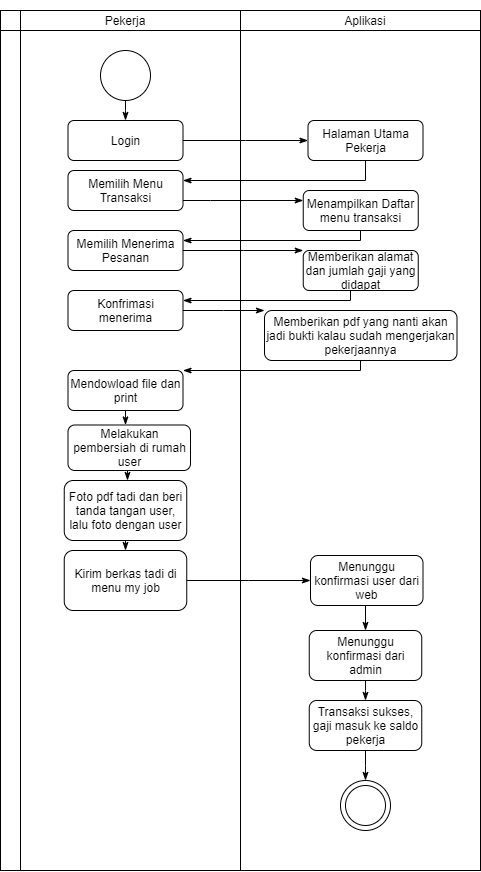 Pekerja
Aplikasi
Login
Halaman Utama
Pekerja
Memilih Menu
Transaksi
Menampilkan Daftar
menu transaksi
Memilih Menerima
Pesanan
Memberikan alamat
dan jumlah gaji yang
didapat
Konfrimasi
menerima
Memberikan pdf yang nanti akan
jadi bukti kalau sudah mengerjakan
pekerjaannya
Mendowload file dan
print
Melakukan
pembersiah di rumah
user
Foto pdf tadi dan beri
tanda tangan user,
lalu foto dengan user
Kirim berkas tadi di
menu my job
Menunggu
konfirmasi user dari
web
Menunggu
konfirmasi dari
admin
Transaksi sukses,
gaji masuk ke saldo
pekerja